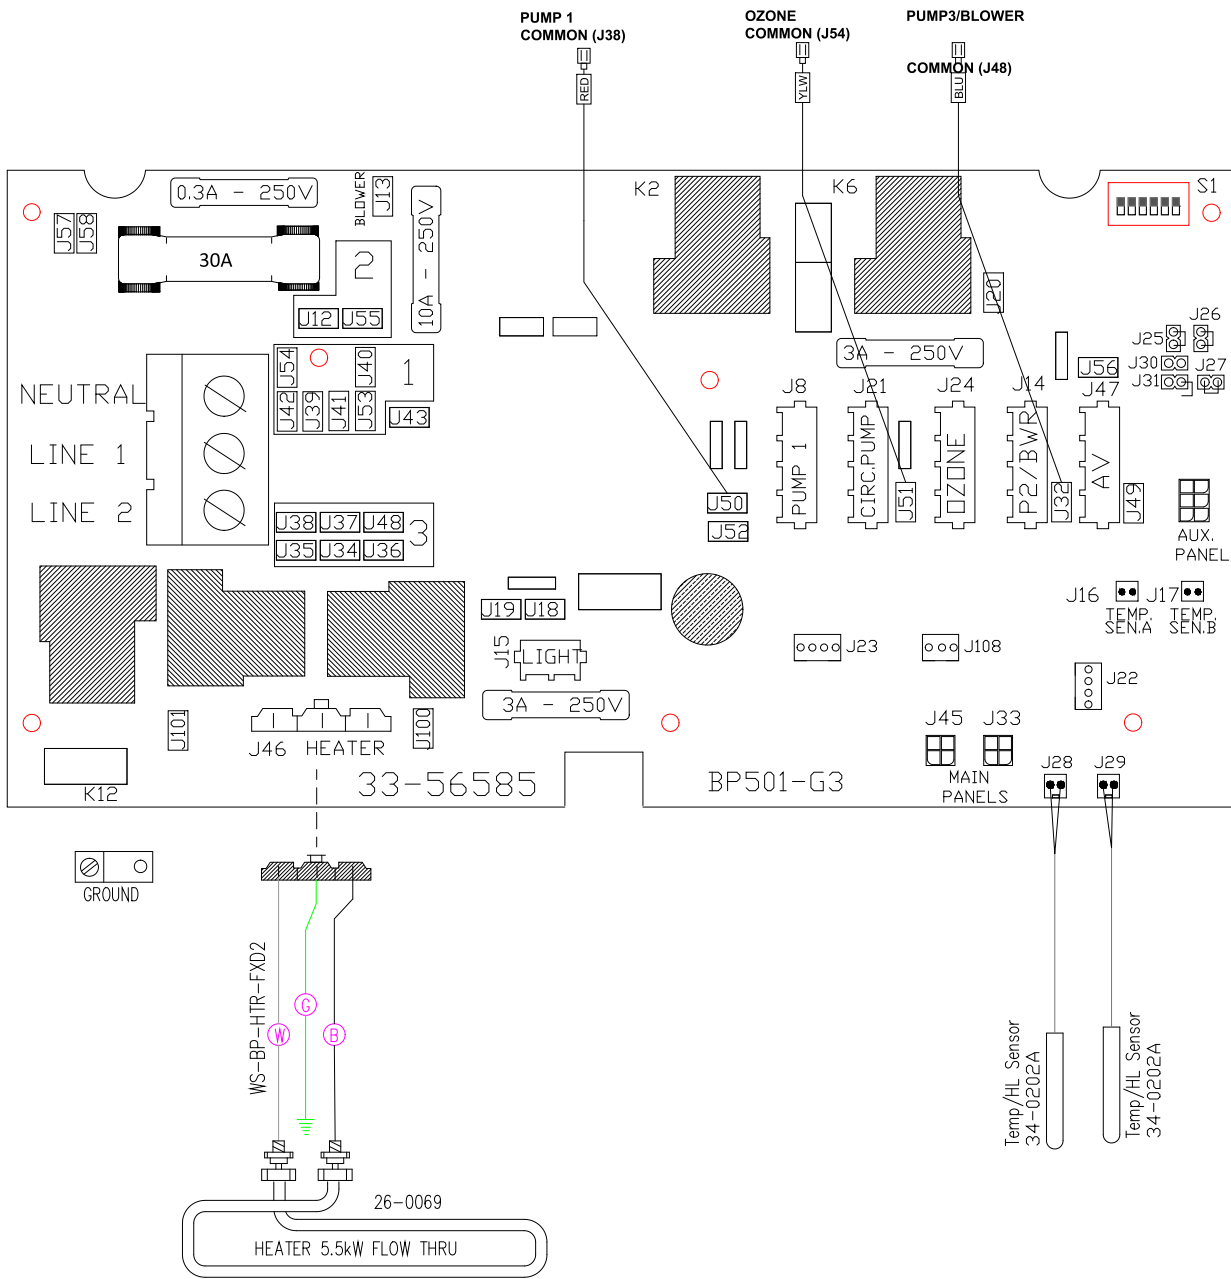 PUMP 1
COMMON (J38)
OZONE
COMMON (J54)
PUMP3/BLOWER
COMMON (J48)
RED
YLW
BLU
0.3A - 250V
BLOWER
J13
K2
K6
S1
J57
J58
30A
2
10A - 250V
J12
J55
J20
J26
J25
J30
J27
J31
3A - 250V
J56
J54
J40
1
J42
J39
J41
J53
J43
NEUTRAL
LINE 1
LINE 2
J8
J21
J24
J14
J47
PUMP 1
CIRC.PUMP
OZONE
P2/BWR
AV
J50
J51
J32
J49
J52
J38
J37
J48
3
J35
J34
J36
AUX.
PANEL
J19
J18
J16
J17
TEMP.
SEN.A
TEMP.
SEN.B
J15
LIGHT
J23
J108
J22
3A - 250V
J101
J100
J46 HEATER
J45
J33
MAIN
PANELS
J28
J29
K12
33-56585
BP501-G3
GROUND
WS-BP-HTR-FXD2
W
G
B
Temp/HL Sensor
34-0202A
Temp/HL Sensor
34-0202A
26-0069
HEATER 5.5kW FLOW THRU